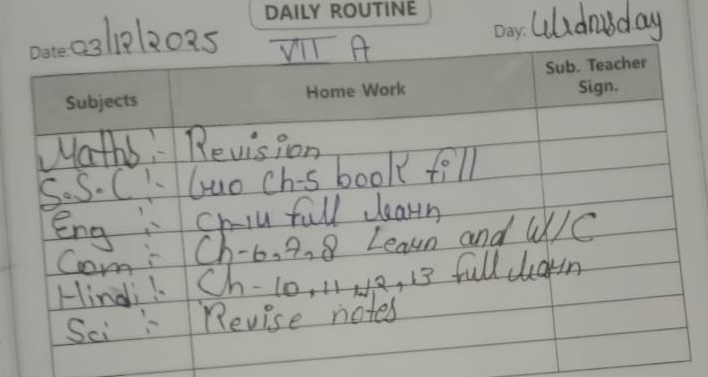 DAILY ROUTINE
Date: 03/12/2025 VII A Day: Wednesday
Subjects Home Work Sub. Teacher Sign.
Maths :- Revision
S.S.C :- Geo Ch-5 book fill
Eng :- Ch-14 full learn
Com :- Ch-6,7,8 Learn and W/C
Hindi :- Ch-10,11,12,13 full learn
Sci :- Revise notes